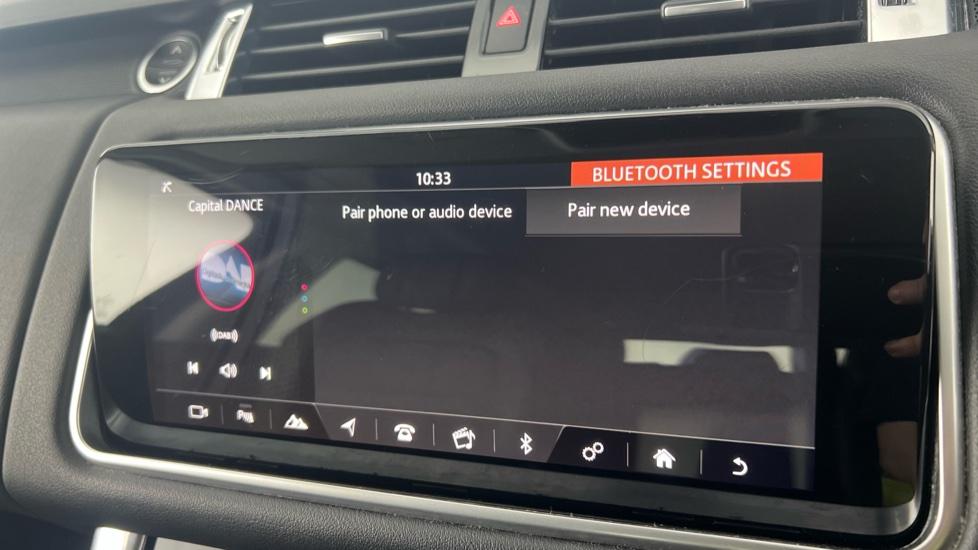 10:33
BLUETOOTH SETTINGS
Capital DANCE
Pair phone or audio device
Pair new device
DAB